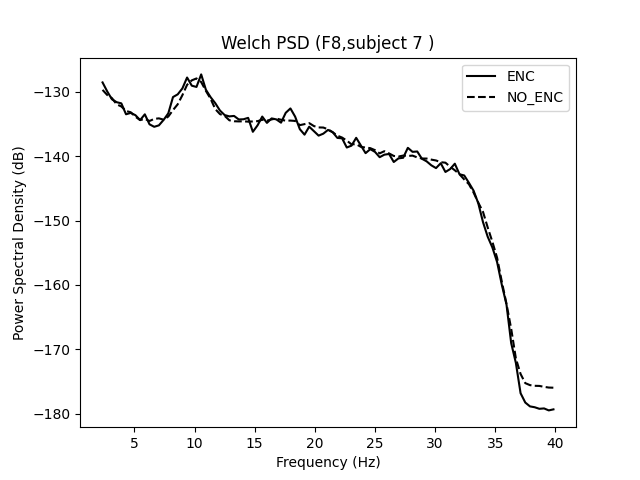 Welch PSD (F8,subject 7 )
ENC
NO_ENC
−130
−140
−150
−160
−170
−180
Power Spectral Density (dB)
5 10 15 20 25 30 35 40
Frequency (Hz)